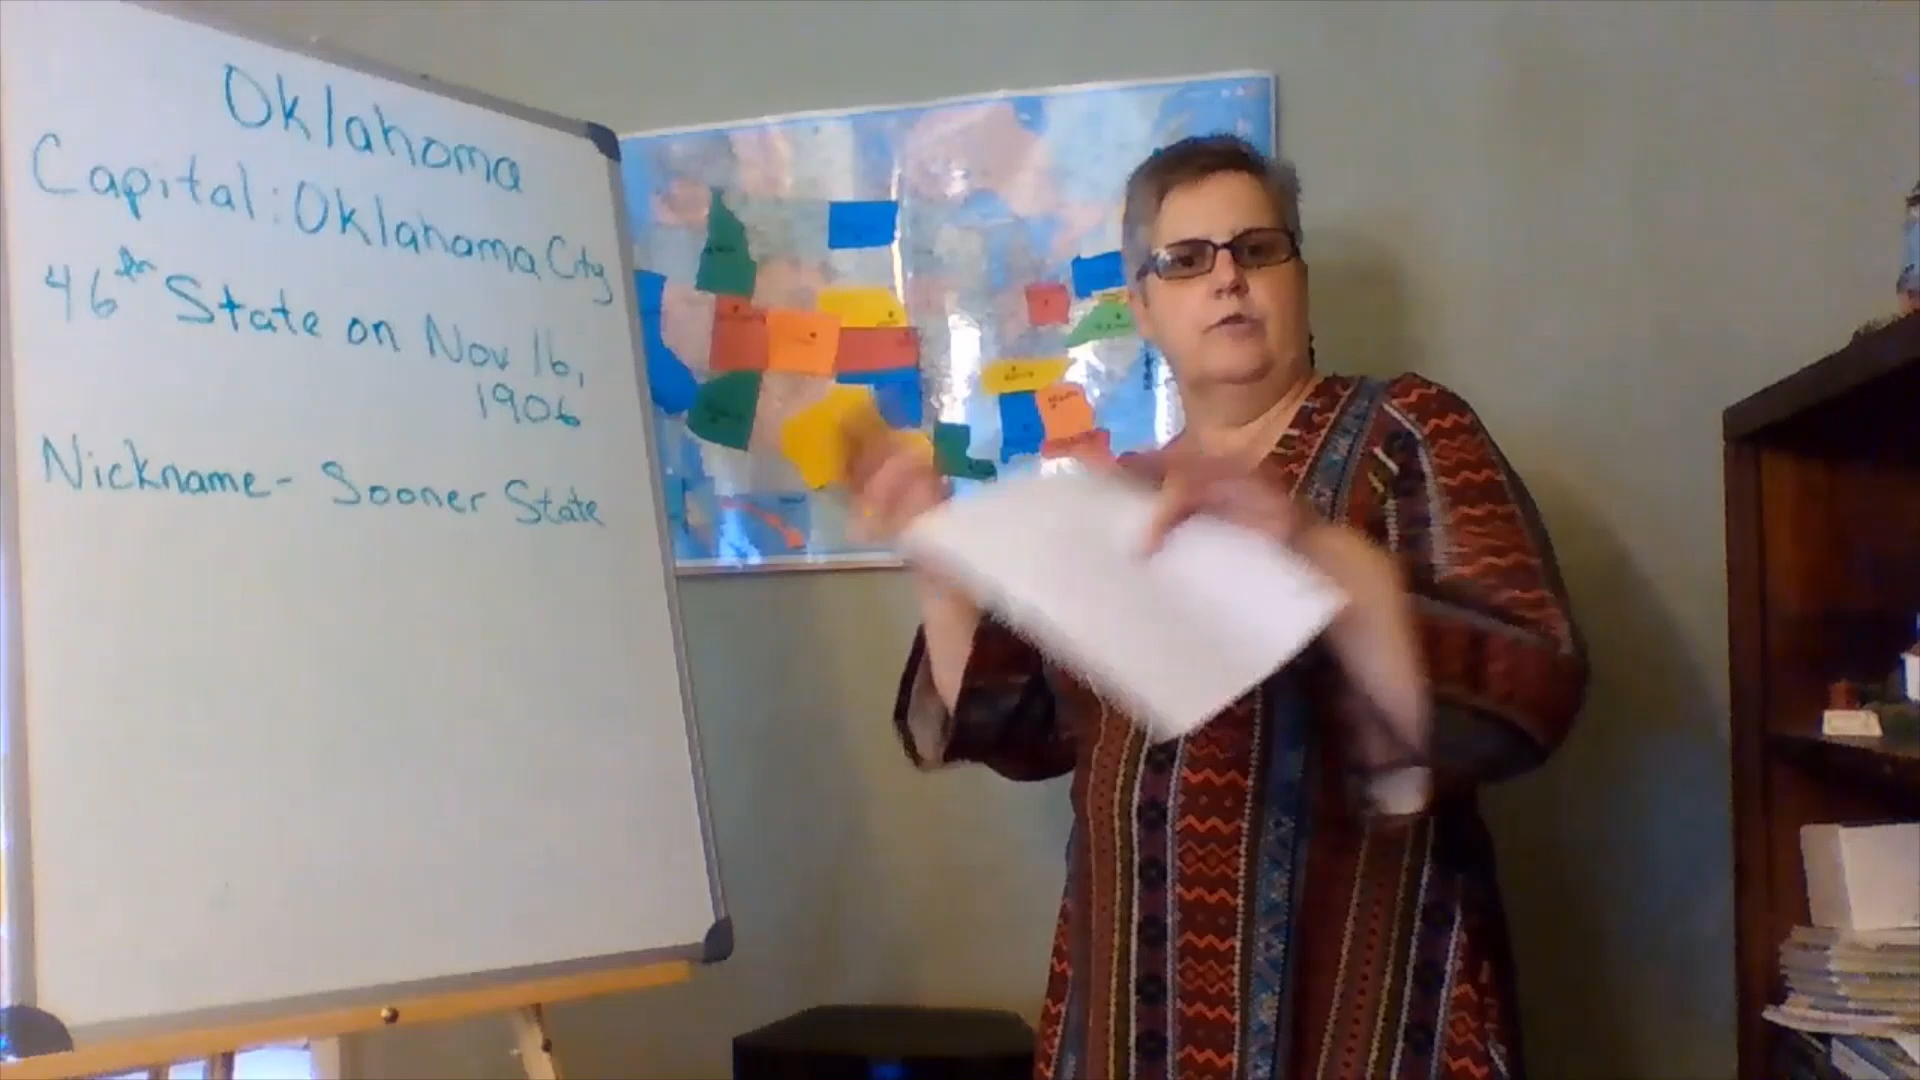 Oklahoma
Capital: Oklahoma City
46th State on Nov 16,
1906
Nickname- Sooner State